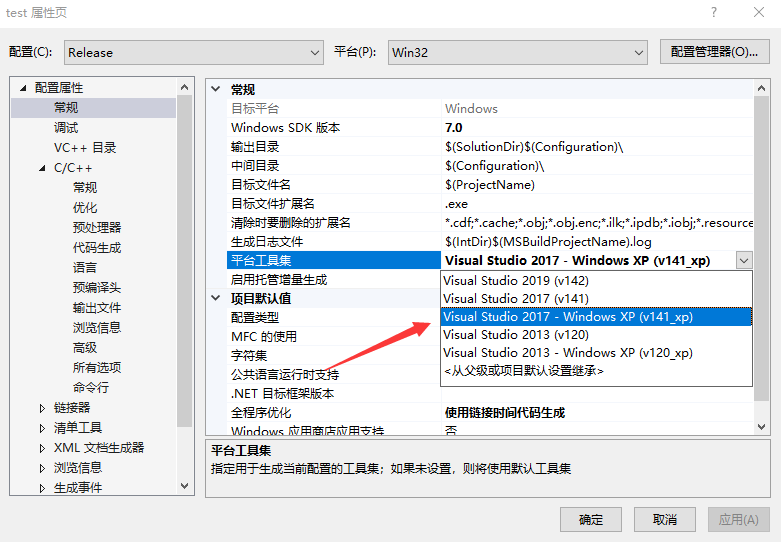 test 属性页
配置(C): Release 平台(P): Win32 配置管理器(O)...
配置属性
常规
调试
VC++ 目录
C/C++
常规
优化
预处理器
代码生成
语言
预编译头
输出文件
浏览信息
高级
所有选项
命令行
链接器
清单工具
XML 文档生成器
浏览信息
生成事件
常规
目标平台 Windows
Windows SDK 版本 7.0
输出目录 $(SolutionDir)$(Configuration)\
中间目录 $(Configuration)\
目标文件名 $(ProjectName)
目标文件扩展名 .exe
清除时要删除的扩展名 *.cdf;*.cache;*.obj;*.obj.enc;*.ilk;*.ipdb;*.iobj;*.resource
生成日志文件 $(IntDir)$(MSBuildProjectName).log
平台工具集 Visual Studio 2017 - Windows XP (v141_xp)
启用托管增量生成
项目默认值
配置类型
MFC 的使用
字符集
公共语言运行时支持
.NET 目标框架版本
全程序优化 使用链接时间代码生成
Windows 应用商店应用支持 否
Visual Studio 2019 (v142)
Visual Studio 2017 (v141)
Visual Studio 2017 - Windows XP (v141_xp)
Visual Studio 2013 (v120)
Visual Studio 2013 - Windows XP (v120_xp)
<从父级或项目默认设置继承>
平台工具集
指定用于生成当前配置的工具集；如果未设置，则将使用默认工具集
确定 取消 应用(A)